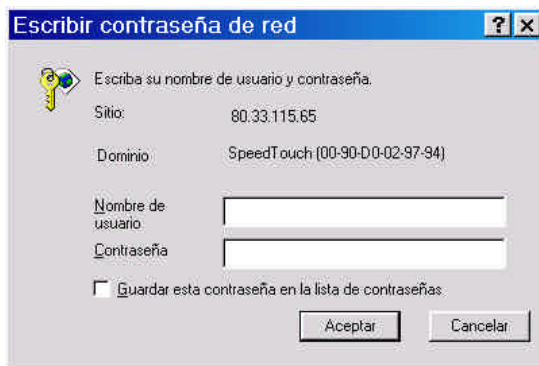 Escribir contraseña de red
Escriba su nombre de usuario y contraseña.
Sitio: 80.33.115.65
Dominio SpeedTouch (00-90-D0-02-97-94)
Nombre de
usuario
Contraseña
Guardar esta contraseña en la lista de contraseñas
Aceptar Cancelar